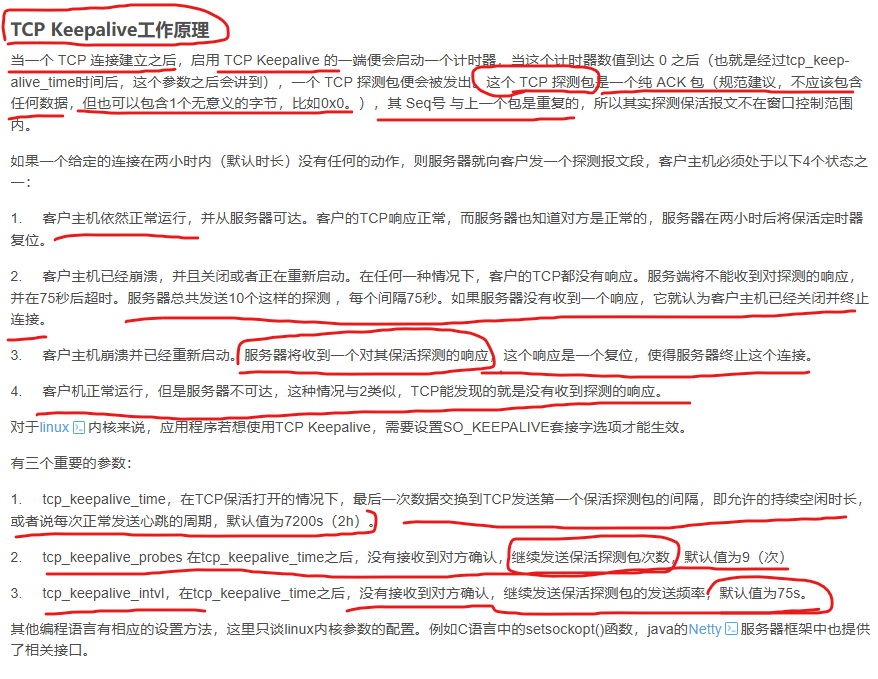 TCP Keepalive工作原理
当一个 TCP 连接建立之后，启用 TCP Keepalive 的一端便会启动一个计时器，当这个计时器数值到达 0 之后（也就是经过tcp_keep-
alive_time时间后，这个参数之后会讲到），一个 TCP 探测包便会被发出。这个 TCP 探测包是一个纯 ACK 包（规范建议，不应该包含
任何数据，但也可以包含1个无意义的字节，比如0x0。），其 Seq号 与上一个包是重复的，所以其实探测保活报文不在窗口控制范围
内。
如果一个给定的连接在两小时内（默认时长）没有任何的动作，则服务器就向客户发一个探测报文段，客户主机必须处于以下4个状态之
一：
1. 客户主机依然正常运行，并从服务器可达。客户的TCP响应正常，而服务器也知道对方是正常的，服务器在两小时后将保活定时器
复位。
2. 客户主机已经崩溃，并且关闭或者正在重新启动。在任何一种情况下，客户的TCP都没有响应。服务端将不能收到对探测的响应，
并在75秒后超时。服务器总共发送10个这样的探测 ，每个间隔75秒。如果服务器没有收到一个响应，它就认为客户主机已经关闭并终止
连接。
3. 客户主机崩溃并已经重新启动。服务器将收到一个对其保活探测的响应，这个响应是一个复位，使得服务器终止这个连接。
4. 客户机正常运行，但是服务器不可达，这种情况与2类似，TCP能发现的就是没有收到探测的响应。
对于linux内核来说，应用程序若想使用TCP Keepalive，需要设置SO_KEEPALIVE套接字选项才能生效。
有三个重要的参数：
1. tcp_keepalive_time，在TCP保活打开的情况下，最后一次数据交换到TCP发送第一个保活探测包的间隔，即允许的持续空闲时长，
或者说每次正常发送心跳的周期，默认值为7200s（2h）。
2. tcp_keepalive_probes 在tcp_keepalive_time之后，没有接收到对方确认，继续发送保活探测包次数，默认值为9（次）
3. tcp_keepalive_intvl，在tcp_keepalive_time之后，没有接收到对方确认，继续发送保活探测包的发送频率，默认值为75s。
其他编程语言有相应的设置方法，这里只谈linux内核参数的配置。例如C语言中的setsockopt()函数，java的Netty服务器框架中也提供
了相关接口。